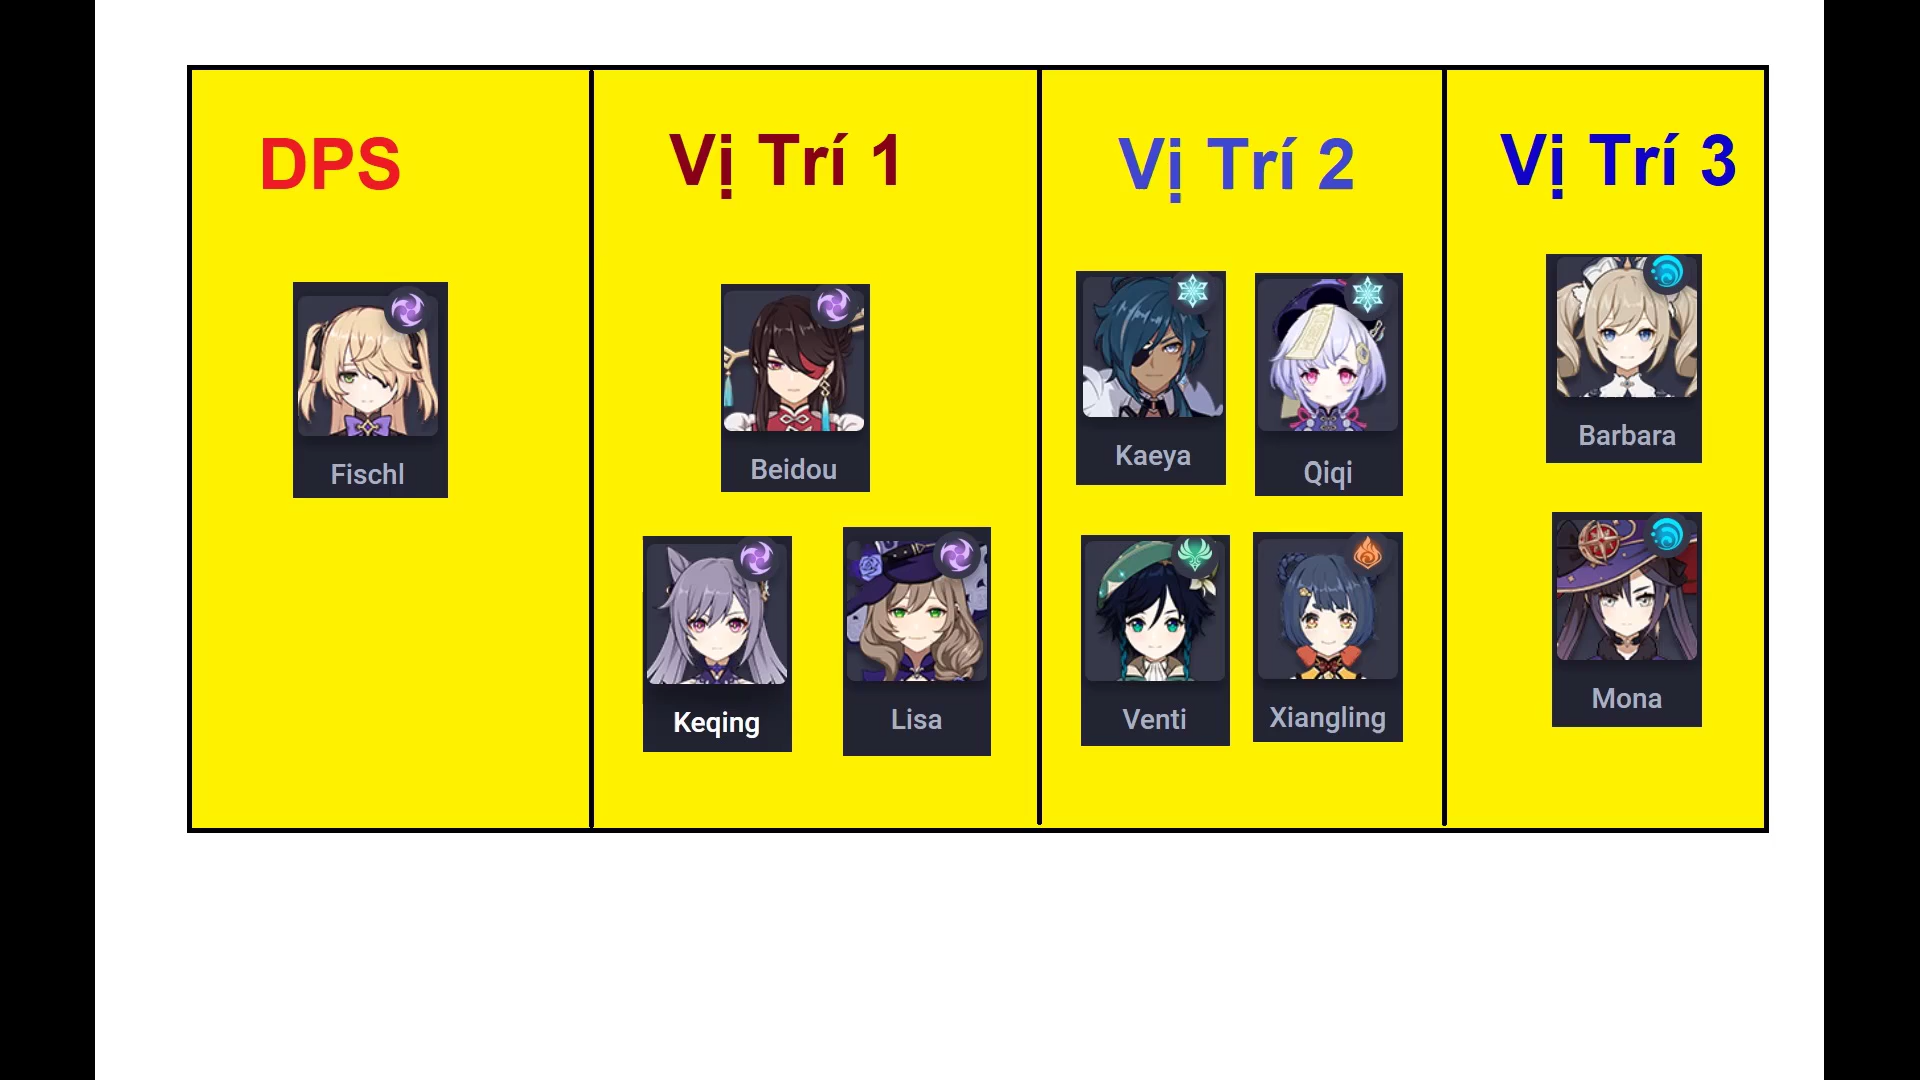 DPS
Vị Trí 1
Vị Trí 2
Vị Trí 3
Fischl
Beidou
Keqing
Lisa
Kaeya
Qiqi
Venti
Xiangling
Barbara
Mona